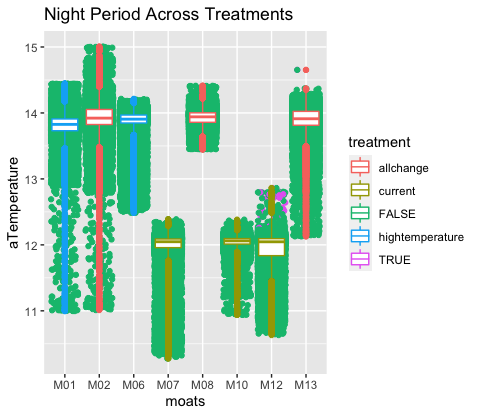 Night Period Across Treatments
15
14
13
12
11
aTemperature
M01 M02 M06 M07 M08 M10 M12 M13
moats
treatment
allchange
current
FALSE
hightemperature
TRUE